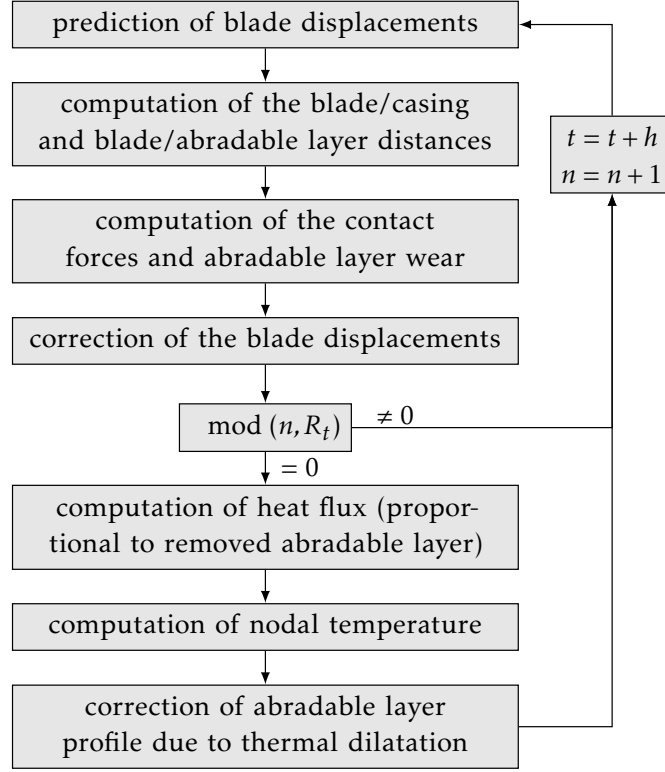 prediction of blade displacements
computation of the blade/casing
and blade/abradable layer distances
t = t + h
n = n + 1
computation of the contact
forces and abradable layer wear
correction of the blade displacements
mod (n, Rₜ)
≠ 0
= 0
computation of heat flux (propor-
tional to removed abradable layer)
computation of nodal temperature
correction of abradable layer
profile due to thermal dilatation